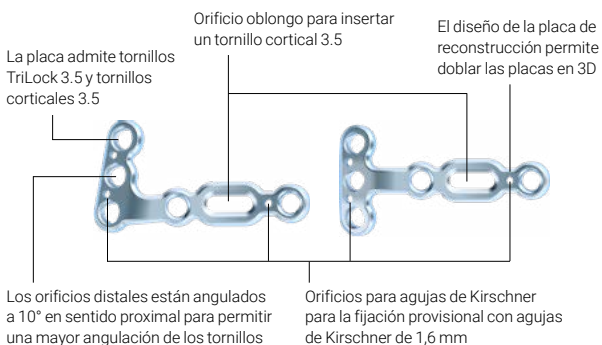 Orificio oblongo para insertar
un tornillo cortical 3.5
El diseño de la placa de
reconstrucción permite
doblar las placas en 3D
La placa admite tornillos
TriLock 3.5 y tornillos
corticales 3.5
Los orificios distales están angulados
a 10° en sentido proximal para permitir
una mayor angulación de los tornillos
Orificios para agujas de Kirschner
para la fijación provisional con agujas
de Kirschner de 1,6 mm